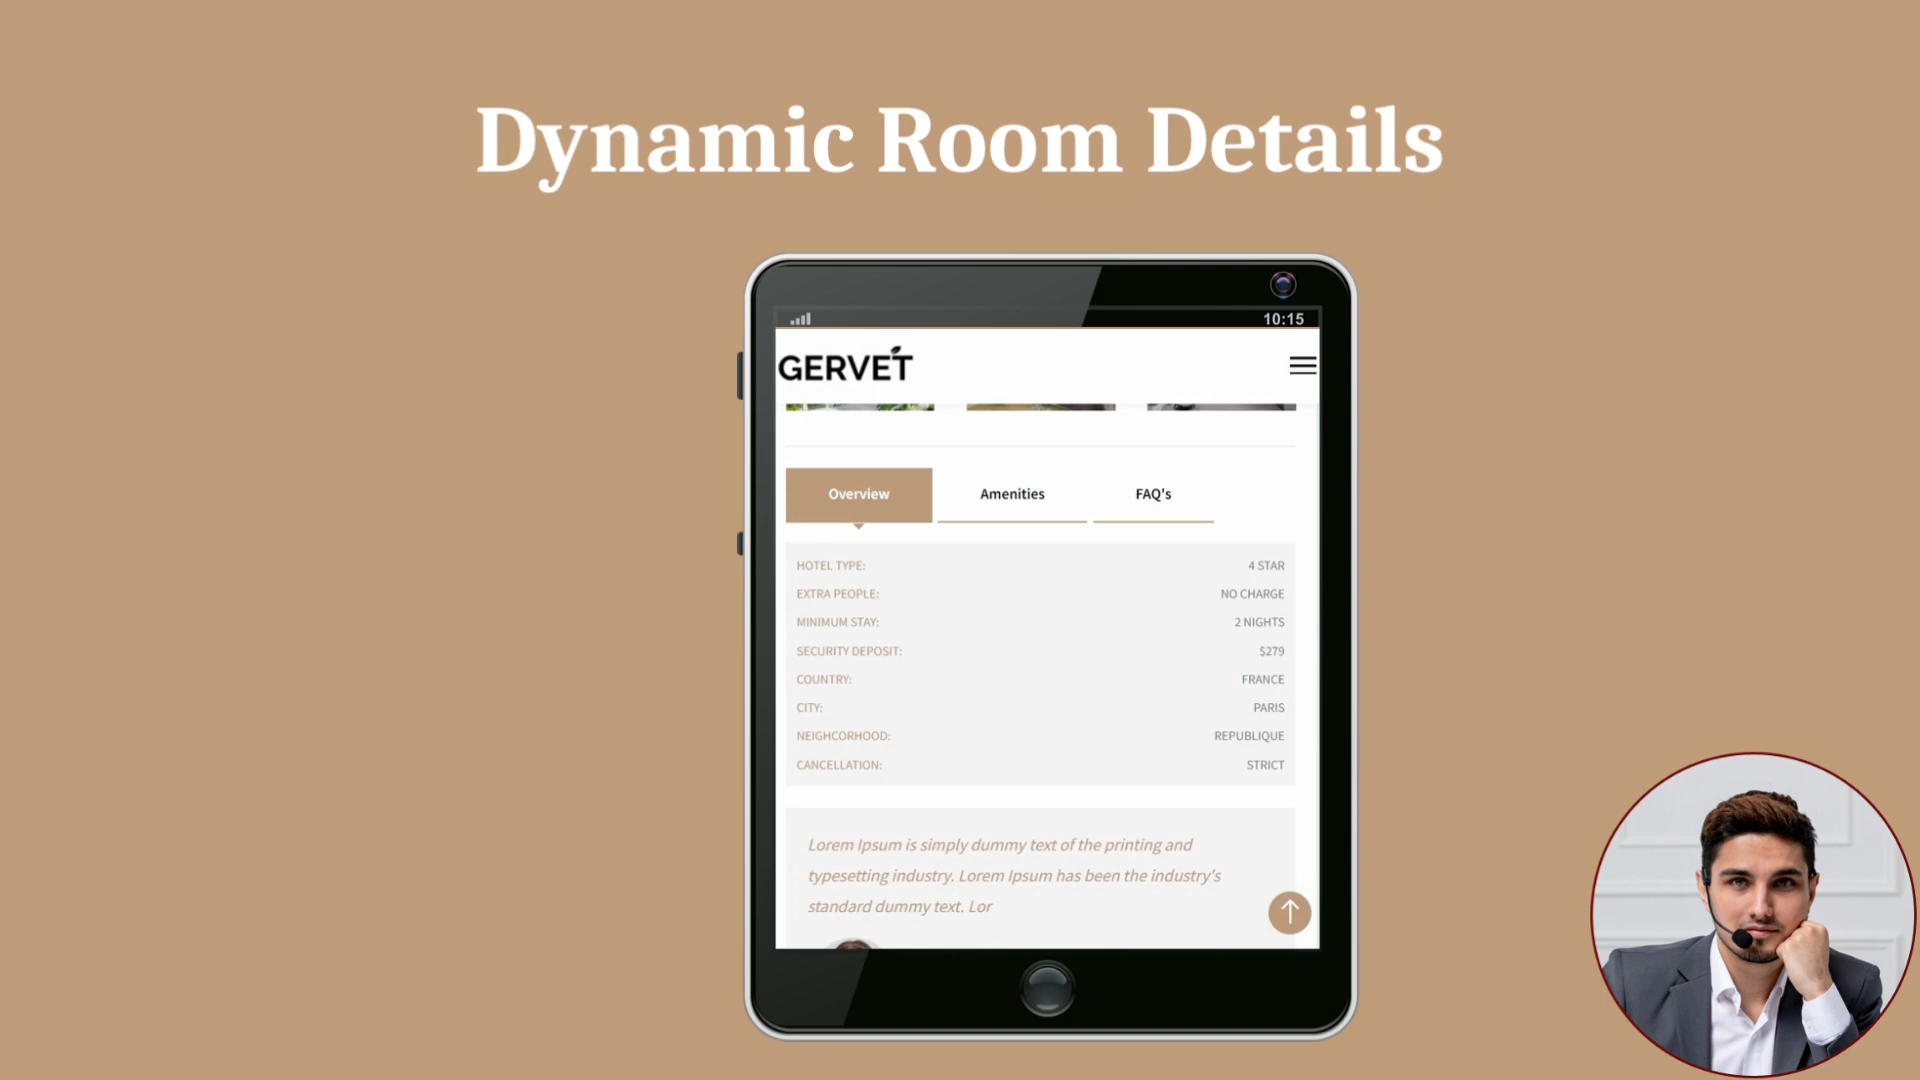 Dynamic Room Details
10:15
GERVET
Overview Amenities FAQ's
HOTEL TYPE: 4 STAR
EXTRA PEOPLE: NO CHARGE
MINIMUM STAY: 2 NIGHTS
SECURITY DEPOSIT: $279
COUNTRY: FRANCE
CITY: PARIS
NEIGHCORHOOD: REPUBLIQUE
CANCELLATION: STRICT
Lorem Ipsum is simply dummy text of the printing and
typesetting industry. Lorem Ipsum has been the industry's
standard dummy text. Lor